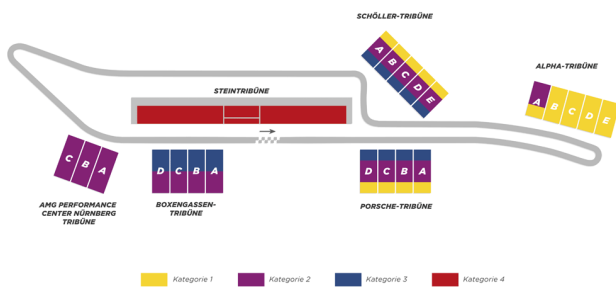 SCHÖLLER-TRIBÜNE
A B C D E
ALPHA-TRIBÜNE
A B C D E
STEINTRIBÜNE
C B A
D C B A
D C B A
AMG PERFORMANCE
CENTER NÜRNBERG
TRIBÜNE
BOXENGASSEN-
TRIBÜNE
PORSCHE-TRIBÜNE
Kategorie 1
Kategorie 2
Kategorie 3
Kategorie 4